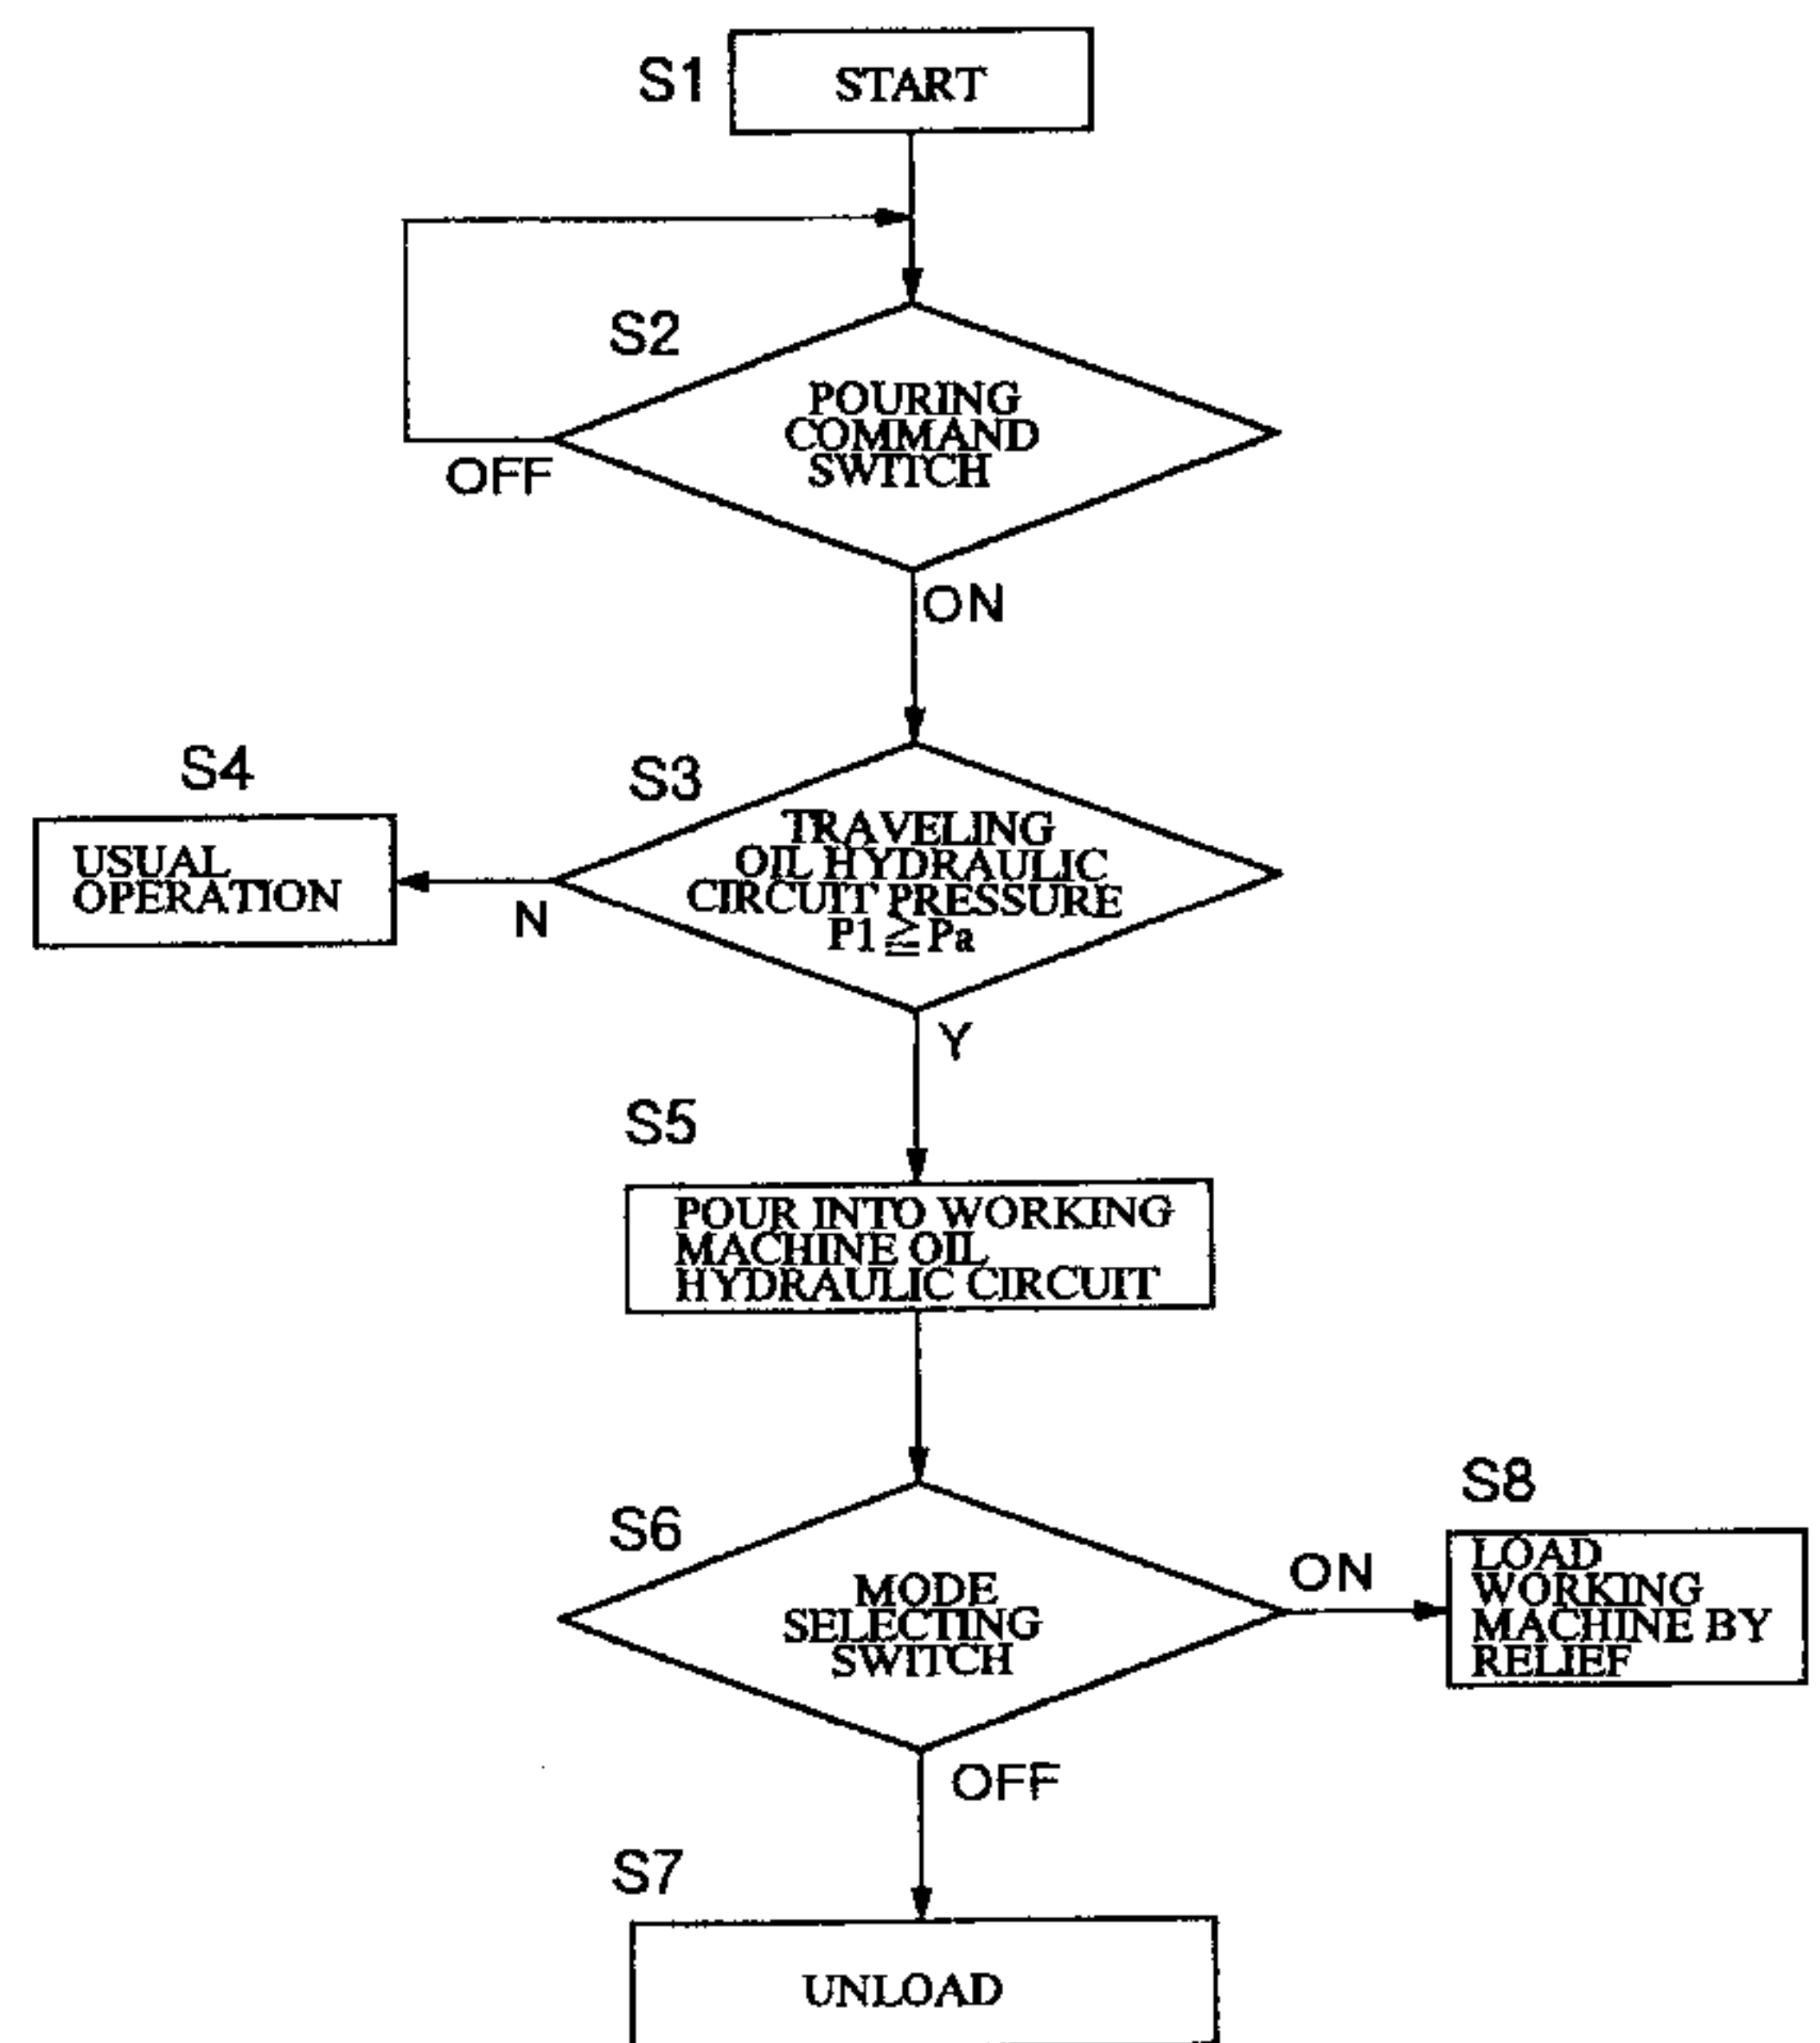 S1
START
S2
POURING
COMMAND
SWITCH
OFF
ON
S4
USUAL
OPERATION
S3
TRAVELING
OIL HYDRAULIC
CIRCUIT PRESSURE
P1 ≧ Pa
N
Y
S5
POUR INTO WORKING
MACHINE OIL
HYDRAULIC CIRCUIT
S6
MODE
SELECTING
SWITCH
ON
S8
LOAD
WORKING
MACHINE BY
RELIEF
OFF
S7
UNLOAD